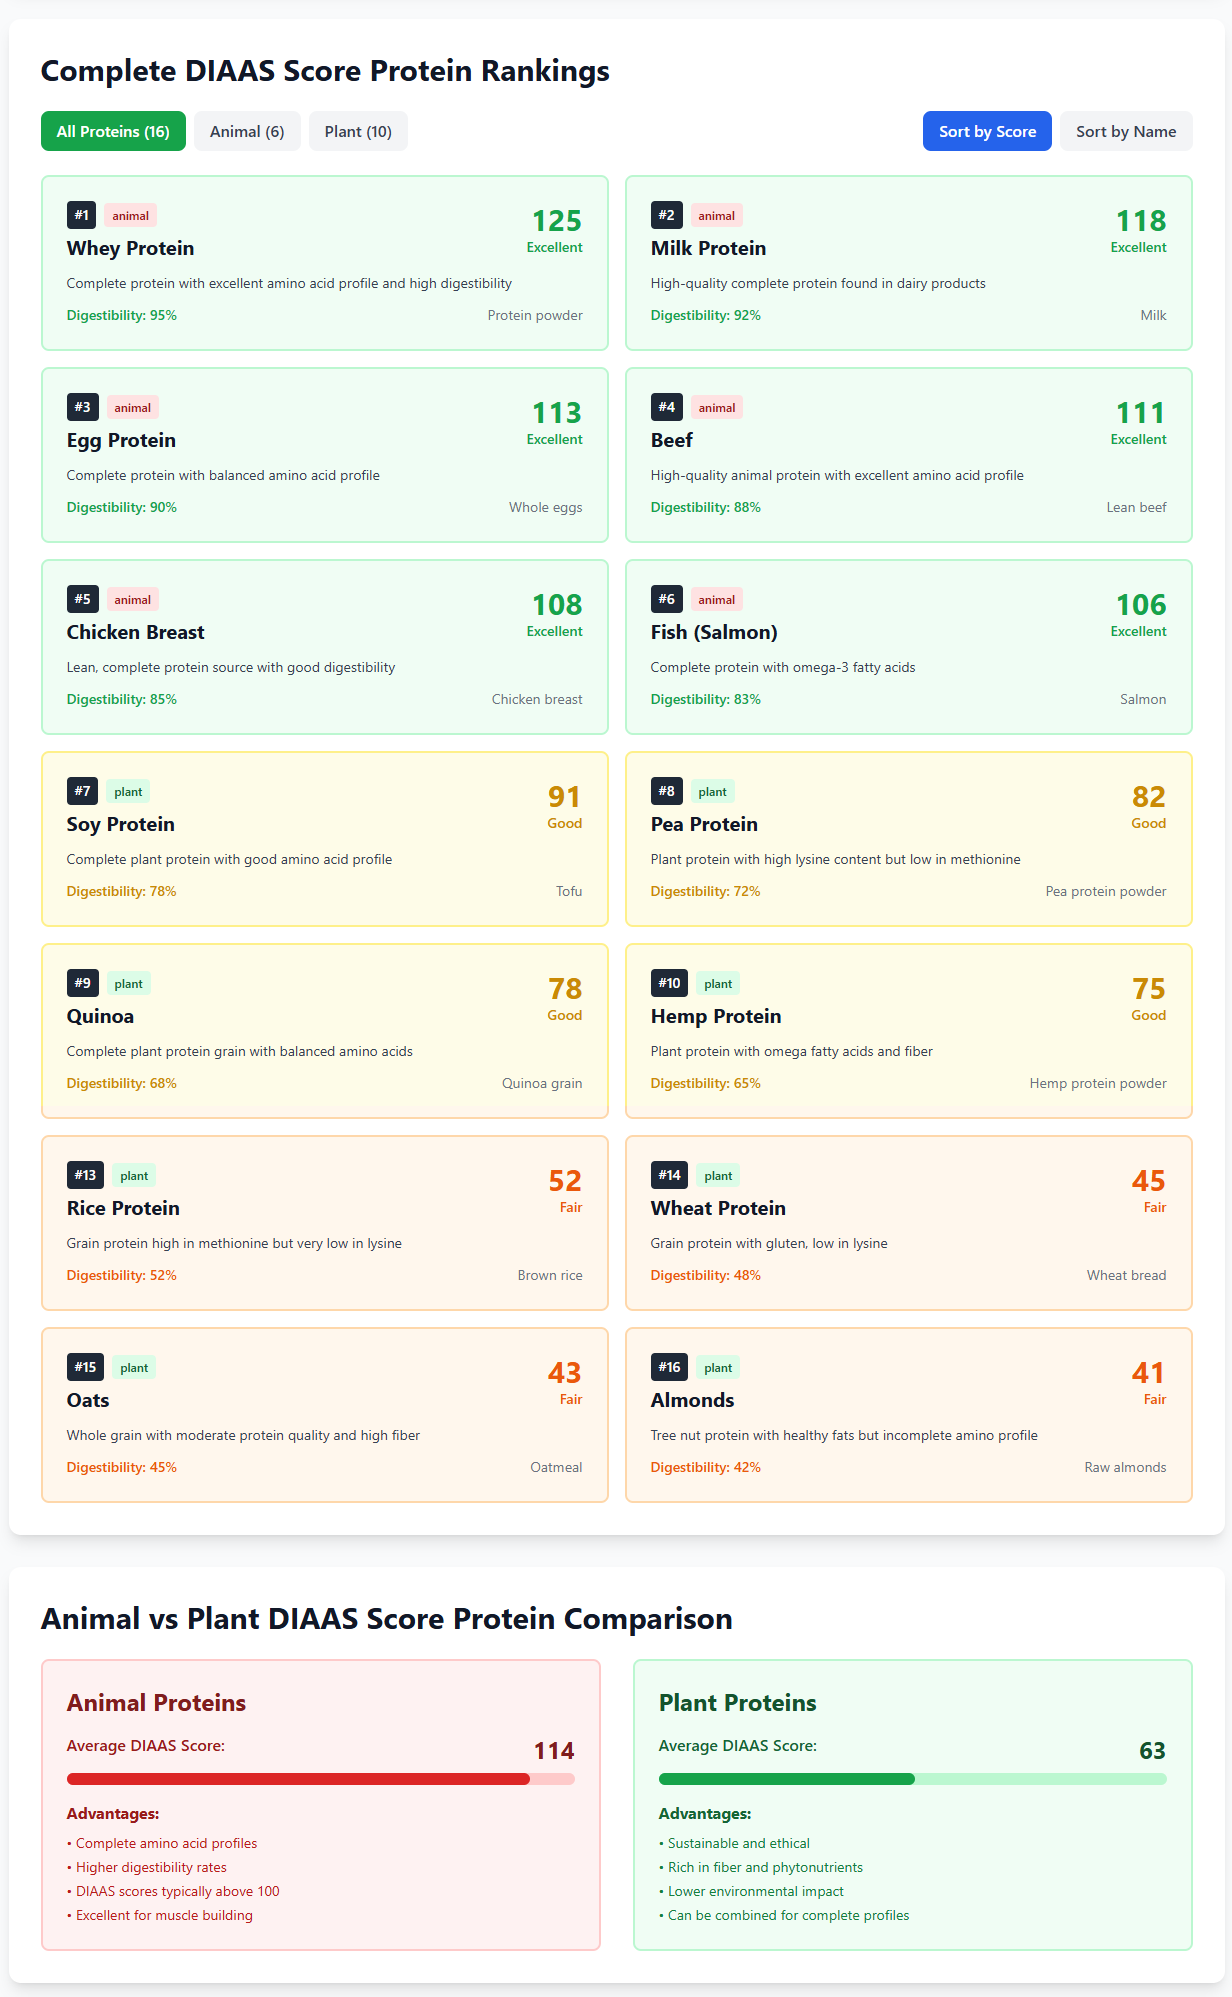 Complete DIAAS Score Protein Rankings
All Proteins (16) Animal (6) Plant (10) Sort by Score Sort by Name
#1 animal
125
Whey Protein
Excellent
Complete protein with excellent amino acid profile and high digestibility
Digestibility: 95% Protein powder
#2 animal
118
Milk Protein
Excellent
High-quality complete protein found in dairy products
Digestibility: 92% Milk
#3 animal
113
Egg Protein
Excellent
Complete protein with balanced amino acid profile
Digestibility: 90% Whole eggs
#4 animal
111
Beef
Excellent
High-quality animal protein with excellent amino acid profile
Digestibility: 88% Lean beef
#5 animal
108
Chicken Breast
Excellent
Lean, complete protein source with good digestibility
Digestibility: 85% Chicken breast
#6 animal
106
Fish (Salmon)
Excellent
Complete protein with omega-3 fatty acids
Digestibility: 83% Salmon
#7 plant
91
Soy Protein
Good
Complete plant protein with good amino acid profile
Digestibility: 78% Tofu
#8 plant
82
Pea Protein
Good
Plant protein with high lysine content but low in methionine
Digestibility: 72% Pea protein powder
#9 plant
78
Quinoa
Good
Complete plant protein grain with balanced amino acids
Digestibility: 68% Quinoa grain
#10 plant
75
Hemp Protein
Good
Plant protein with omega fatty acids and fiber
Digestibility: 65% Hemp protein powder
#13 plant
52
Rice Protein
Fair
Grain protein high in methionine but very low in lysine
Digestibility: 52% Brown rice
#14 plant
45
Wheat Protein
Fair
Grain protein with gluten, low in lysine
Digestibility: 48% Wheat bread
#15 plant
43
Oats
Fair
Whole grain with moderate protein quality and high fiber
Digestibility: 45% Oatmeal
#16 plant
41
Almonds
Fair
Tree nut protein with healthy fats but incomplete amino profile
Digestibility: 42% Raw almonds
Animal vs Plant DIAAS Score Protein Comparison
Animal Proteins
Average DIAAS Score: 114
Advantages:
• Complete amino acid profiles
• Higher digestibility rates
• DIAAS scores typically above 100
• Excellent for muscle building
Plant Proteins
Average DIAAS Score: 63
Advantages:
• Sustainable and ethical
• Rich in fiber and phytonutrients
• Lower environmental impact
• Can be combined for complete profiles